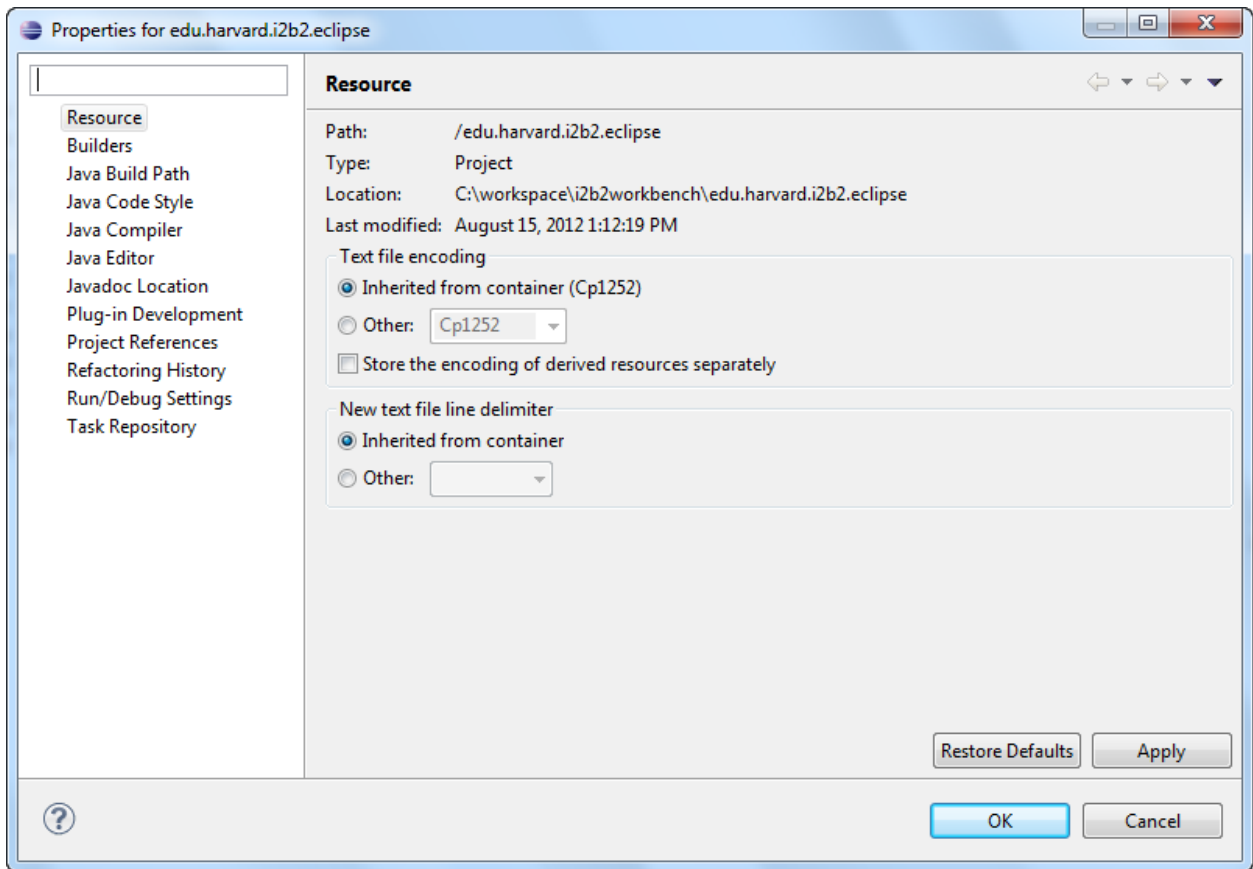 Properties for edu.harvard.i2b2.eclipse
Resource
Builders
Java Build Path
Java Code Style
Java Compiler
Java Editor
Javadoc Location
Plug-in Development
Project References
Refactoring History
Run/Debug Settings
Task Repository
Resource
Path: /edu.harvard.i2b2.eclipse
Type: Project
Location: C:\workspace\i2b2workbench\edu.harvard.i2b2.eclipse
Last modified: August 15, 2012 1:12:19 PM
Text file encoding
Inherited from container (Cp1252)
Other: Cp1252
Store the encoding of derived resources separately
New text file line delimiter
Inherited from container
Other:
Restore Defaults Apply
OK Cancel